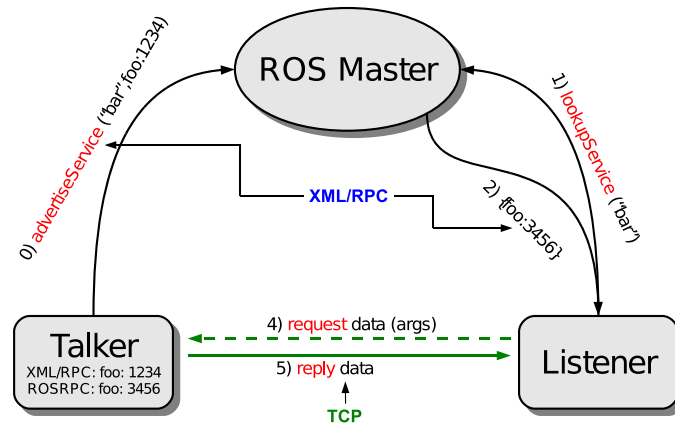 ROS Master
0) advertiseService ("bar",foo:1234)
1) lookupService ("bar")
XML/RPC
2) {foo:3456}
4) request data (args)
5) reply data
TCP
Talker
XML/RPC: foo: 1234
ROSRPC: foo: 3456
Listener